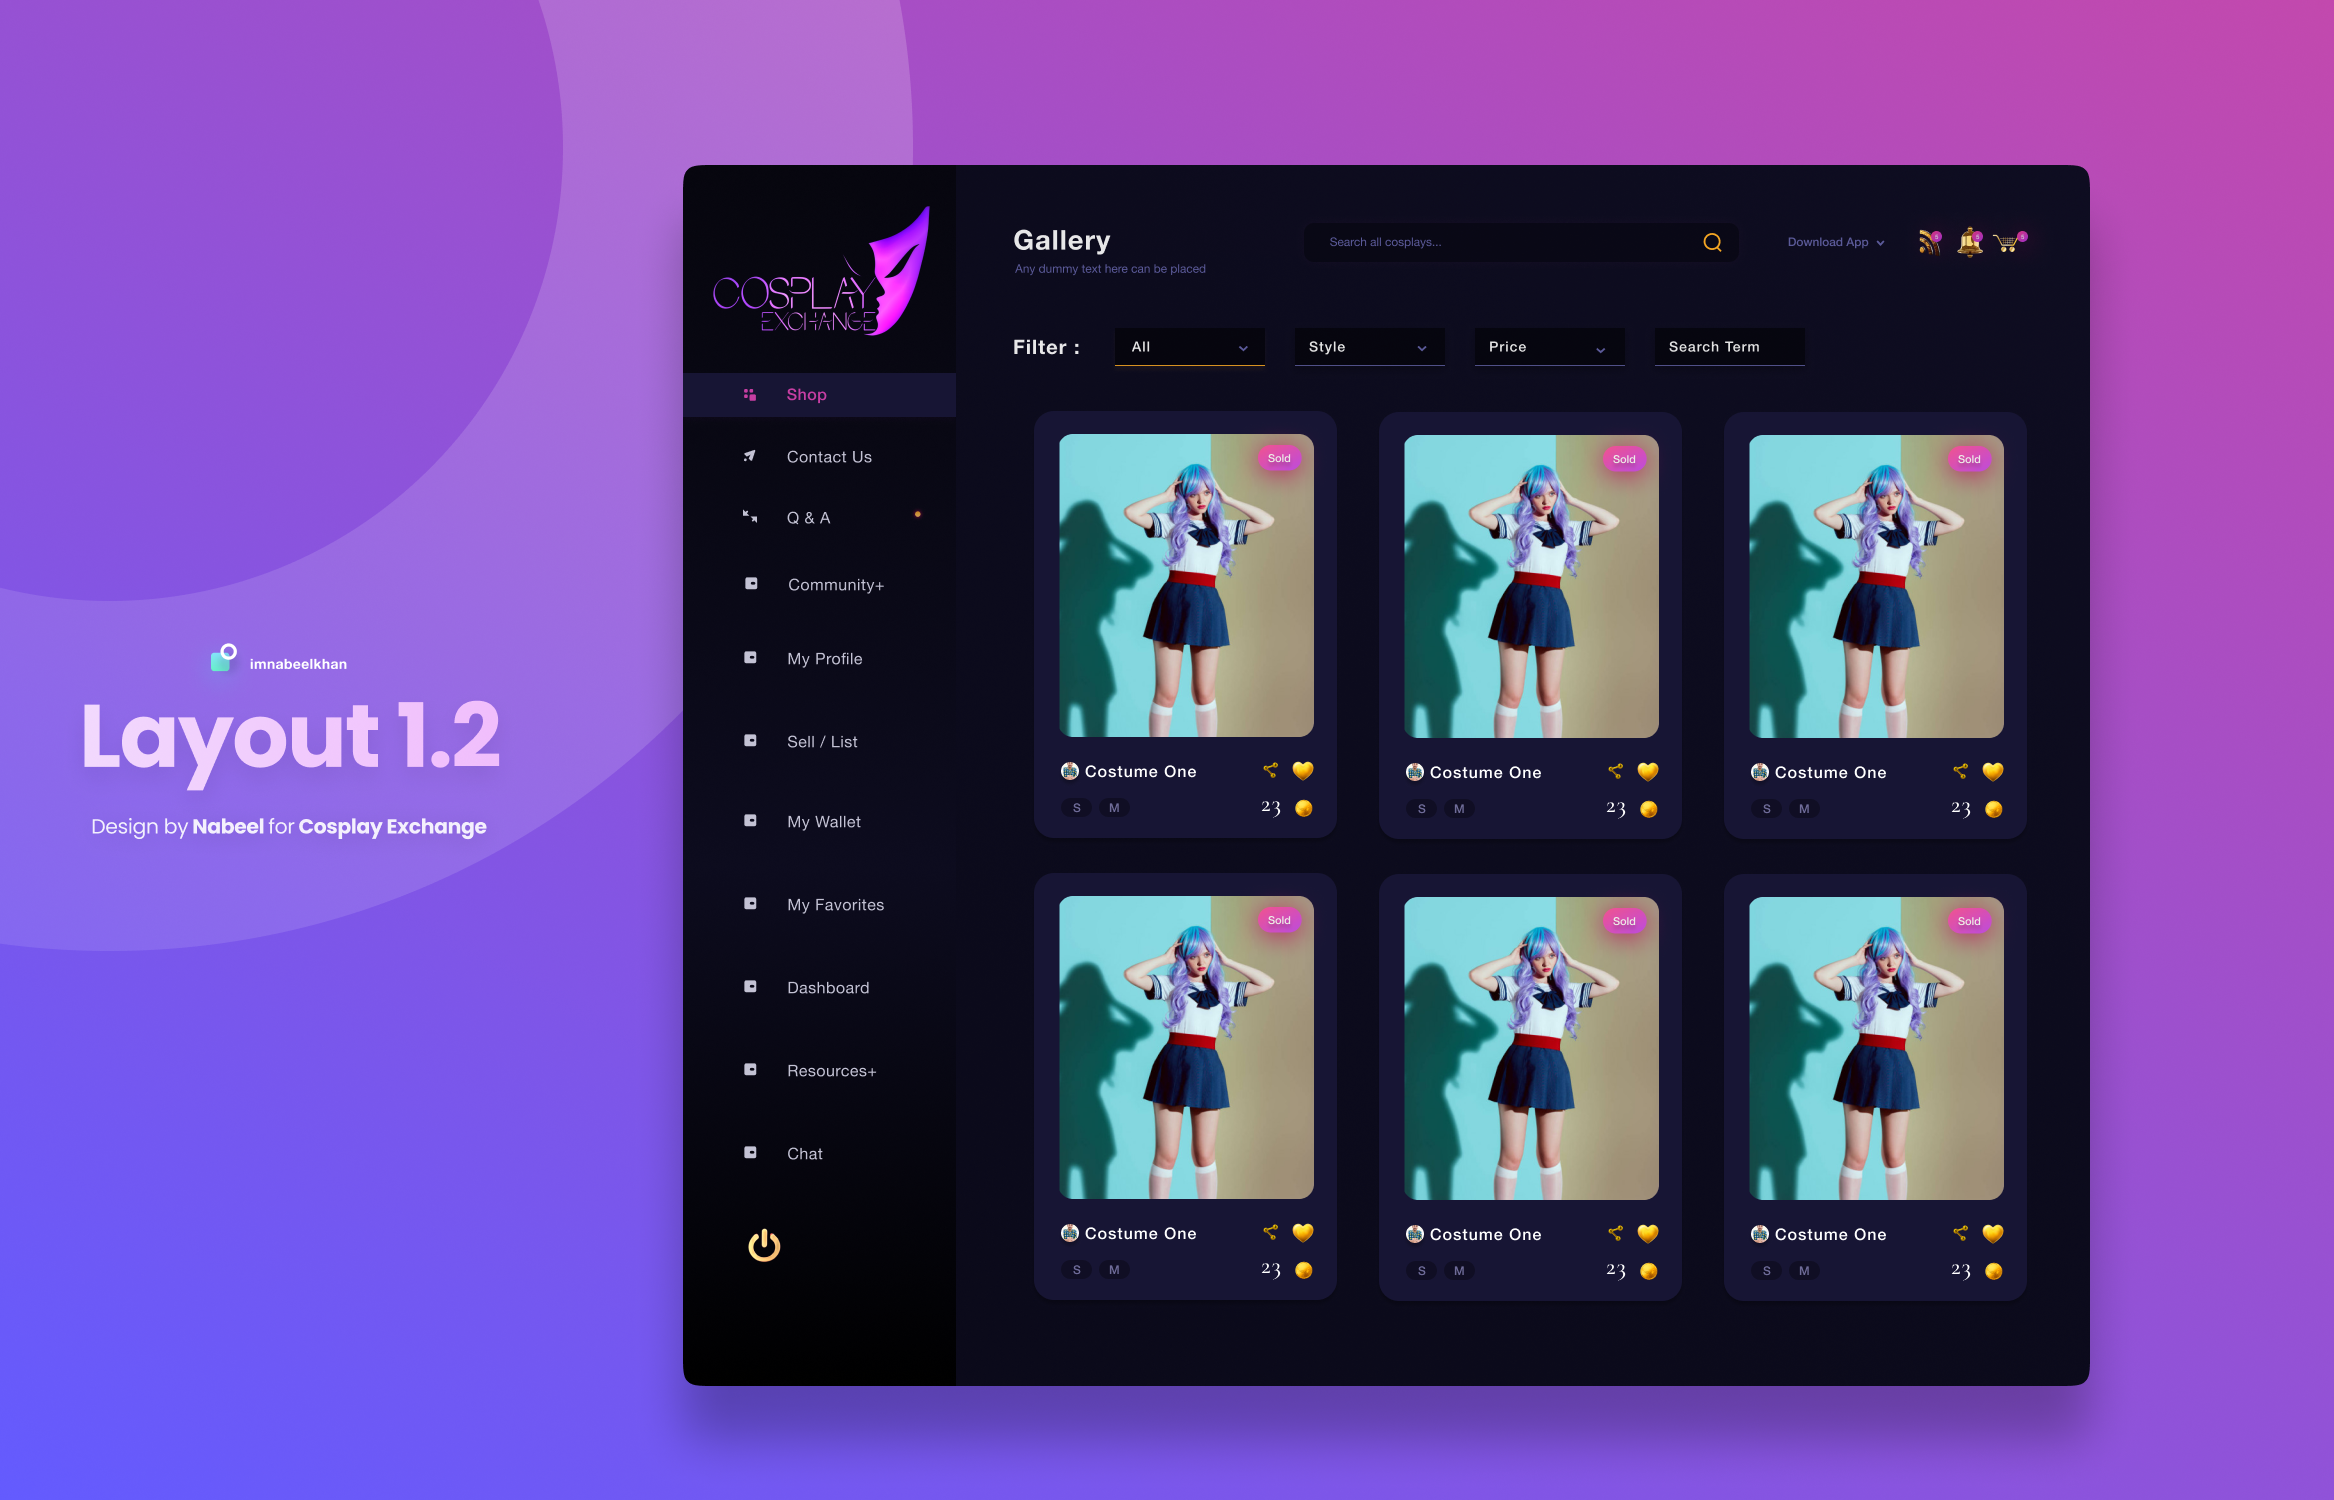 imnabeelkhan
Layout 1.2
Design by Nabeel for Cosplay Exchange
COSPLAY
EXCHANGE
Shop
Contact Us
Q & A
Community+
My Profile
Sell / List
My Wallet
My Favorites
Dashboard
Resources+
Chat
Gallery
Any dummy text here can be placed
Search all cosplays...
Download App
Filter :
All
Style
Price
Search Term
Sold
Costume One
S M 23
Sold
Costume One
S M 23
Sold
Costume One
S M 23
Sold
Costume One
S M 23
Sold
Costume One
S M 23
Sold
Costume One
S M 23